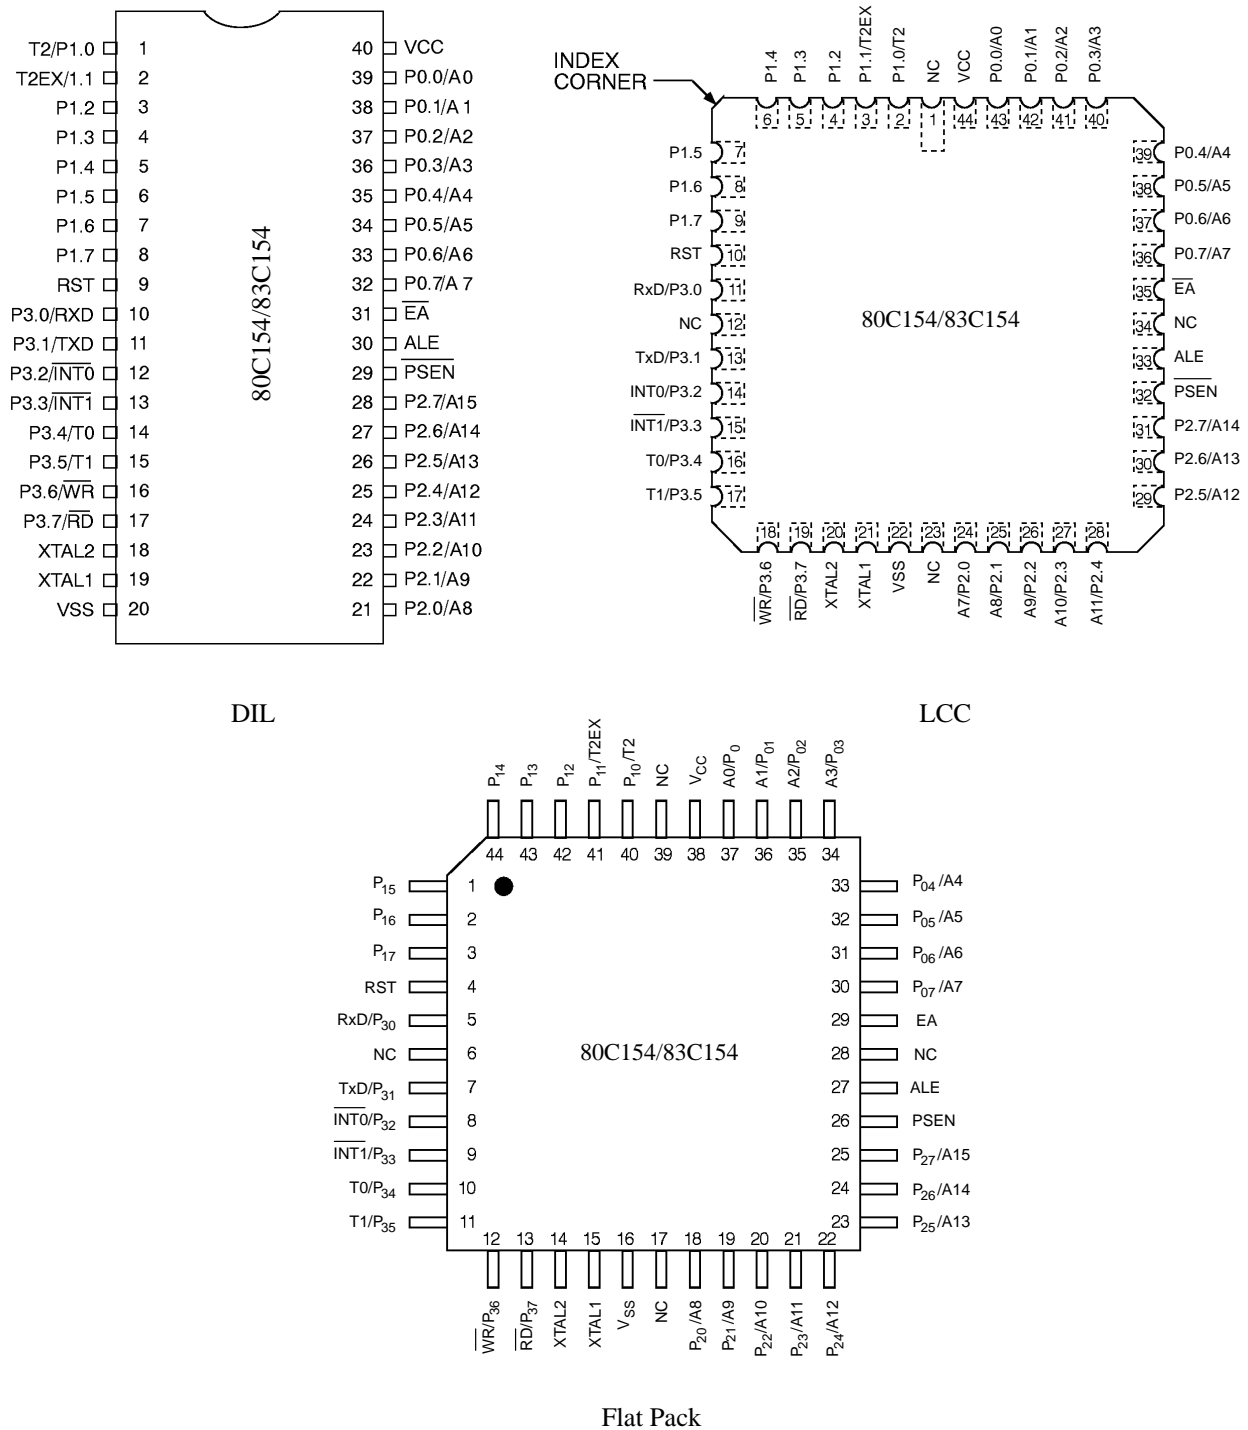 T2/P1.0 1 40 VCC
T2EX/1.1 2 39 P0.0/A0
P1.2 3 38 P0.1/A 1
P1.3 4 37 P0.2/A2
P1.4 5 36 P0.3/A3
P1.5 6 35 P0.4/A4
P1.6 7 34 P0.5/A5
P1.7 8 33 P0.6/A6
RST 9 32 P0.7/A 7
P3.0/RXD 10 31 EA
P3.1/TXD 11 30 ALE
P3.2/INT0 12 29 PSEN
P3.3/INT1 13 28 P2.7/A15
P3.4/T0 14 27 P2.6/A14
P3.5/T1 15 26 P2.5/A13
P3.6/WR 16 25 P2.4/A12
P3.7/RD 17 24 P2.3/A11
XTAL2 18 23 P2.2/A10
XTAL1 19 22 P2.1/A9
VSS 20 21 P2.0/A8
80C154/83C154
DIL
INDEX
CORNER
P1.4 P1.3 P1.2 P1.1/T2EX P1.0/T2 NC VCC P0.0/A0 P0.1/A1 P0.2/A2 P0.3/A3
6 5 4 3 2 1 44 43 42 41 40
P1.5 7 39 P0.4/A4
P1.6 8 38 P0.5/A5
P1.7 9 37 P0.6/A6
RST 10 36 P0.7/A7
RxD/P3.0 11 35 EA
NC 12 34 NC
TxD/P3.1 13 33 ALE
INT0/P3.2 14 32 PSEN
INT1/P3.3 15 31 P2.7/A14
T0/P3.4 16 30 P2.6/A13
T1/P3.5 17 29 P2.5/A12
80C154/83C154
18 19 20 21 22 23 24 25 26 27 28
WR/P3.6 RD/P3.7 XTAL2 XTAL1 VSS NC A7/P2.0 A8/P2.1 A9/P2.2 A10/P2.3 A11/P2.4
LCC
P14 P13 P12 P11/T2EX P10/T2 NC VCC A0/P0 A1/P01 A2/P02 A3/P03
44 43 42 41 40 39 38 37 36 35 34
P15 1 33 P04/A4
P16 2 32 P05/A5
P17 3 31 P06/A6
RST 4 30 P07/A7
RxD/P30 5 29 EA
NC 6 28 NC
TxD/P31 7 27 ALE
INT0/P32 8 26 PSEN
INT1/P33 9 25 P27/A15
T0/P34 10 24 P26/A14
T1/P35 11 23 P25/A13
80C154/83C154
12 13 14 15 16 17 18 19 20 21 22
WR/P36 RD/P37 XTAL2 XTAL1 VSS NC P20/A8 P21/A9 P22/A10 P23/A11 P24/A12
Flat Pack